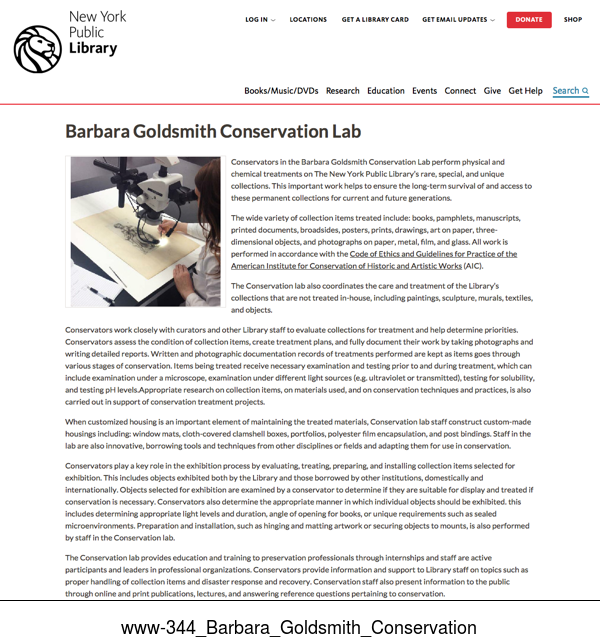 New York
Public
Library
LOG IN LOCATIONS GET A LIBRARY CARD GET EMAIL UPDATES DONATE SHOP
Books/Music/DVDs Research Education Events Connect Give Get Help Search
Barbara Goldsmith Conservation Lab
Conservators in the Barbara Goldsmith Conservation Lab perform physical and
chemical treatments on The New York Public Library's rare, special, and unique
collections. This important work helps to ensure the long-term survival of and access to
these permanent collections for current and future generations.
The wide variety of collection items treated include: books, pamphlets, manuscripts,
printed documents, broadsides, posters, prints, drawings, art on paper, three-
dimensional objects, and photographs on paper, metal, film, and glass. All work is
performed in accordance with the Code of Ethics and Guidelines for Practice of the
American Institute for Conservation of Historic and Artistic Works (AIC).
The Conservation lab also coordinates the care and treatment of the Library's
collections that are not treated in-house, including paintings, sculpture, murals, textiles,
and objects.
Conservators work closely with curators and other Library staff to evaluate collections for treatment and help determine priorities.
Conservators assess the condition of collection items, create treatment plans, and fully document their work by taking photographs and
writing detailed reports. Written and photographic documentation records of treatments performed are kept as items goes through
various stages of conservation. Items being treated receive necessary examination and testing prior to and during treatment, which can
include examination under a microscope, examination under different light sources (e.g. ultraviolet or transmitted), testing for solubility,
and testing pH levels.Appropriate research on collection items, on materials used, and on conservation techniques and practices, is also
carried out in support of conservation treatment projects.
When customized housing is an important element of maintaining the treated materials, Conservation lab staff construct custom-made
housings including: window mats, cloth-covered clamshell boxes, portfolios, polyester film encapsulation, and post bindings. Staff in the
lab are also innovative, borrowing tools and techniques from other disciplines or fields and adapting them for use in conservation.
Conservators play a key role in the exhibition process by evaluating, treating, preparing, and installing collection items selected for
exhibition. This includes objects exhibited both by the Library and those borrowed by other institutions, domestically and
internationally. Objects selected for exhibition are examined by a conservator to determine if they are suitable for display and treated if
conservation is necessary. Conservators also determine the appropriate manner in which individual objects should be exhibited. this
includes determining appropriate light levels and duration, angle of opening for books, or unique requirements such as sealed
microenvironments. Preparation and installation, such as hinging and matting artwork or securing objects to mounts, is also performed
by staff in the Conservation lab.
The Conservation lab provides education and training to preservation professionals through internships and staff are active
participants and leaders in professional organizations. Conservators provide information and support to Library staff on topics such as
proper handling of collection items and disaster response and recovery. Conservation staff also present information to the public
through online and print publications, lectures, and answering reference questions pertaining to conservation.
www-344_Barbara_Goldsmith_Conservation